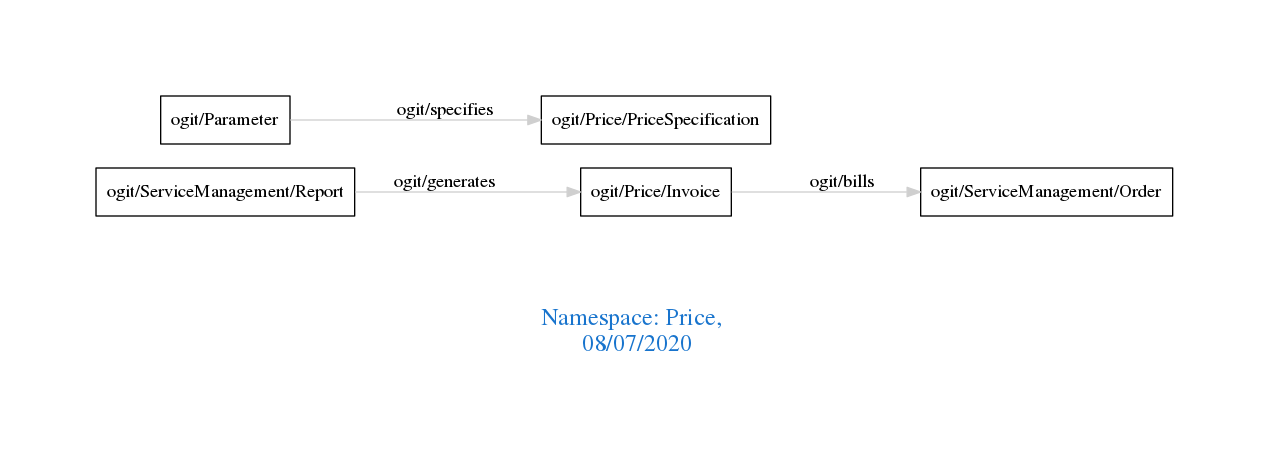 ogit/Parameter
ogit/specifies
ogit/Price/PriceSpecification
ogit/ServiceManagement/Report
ogit/generates
ogit/Price/Invoice
ogit/bills
ogit/ServiceManagement/Order
Namespace: Price,
08/07/2020